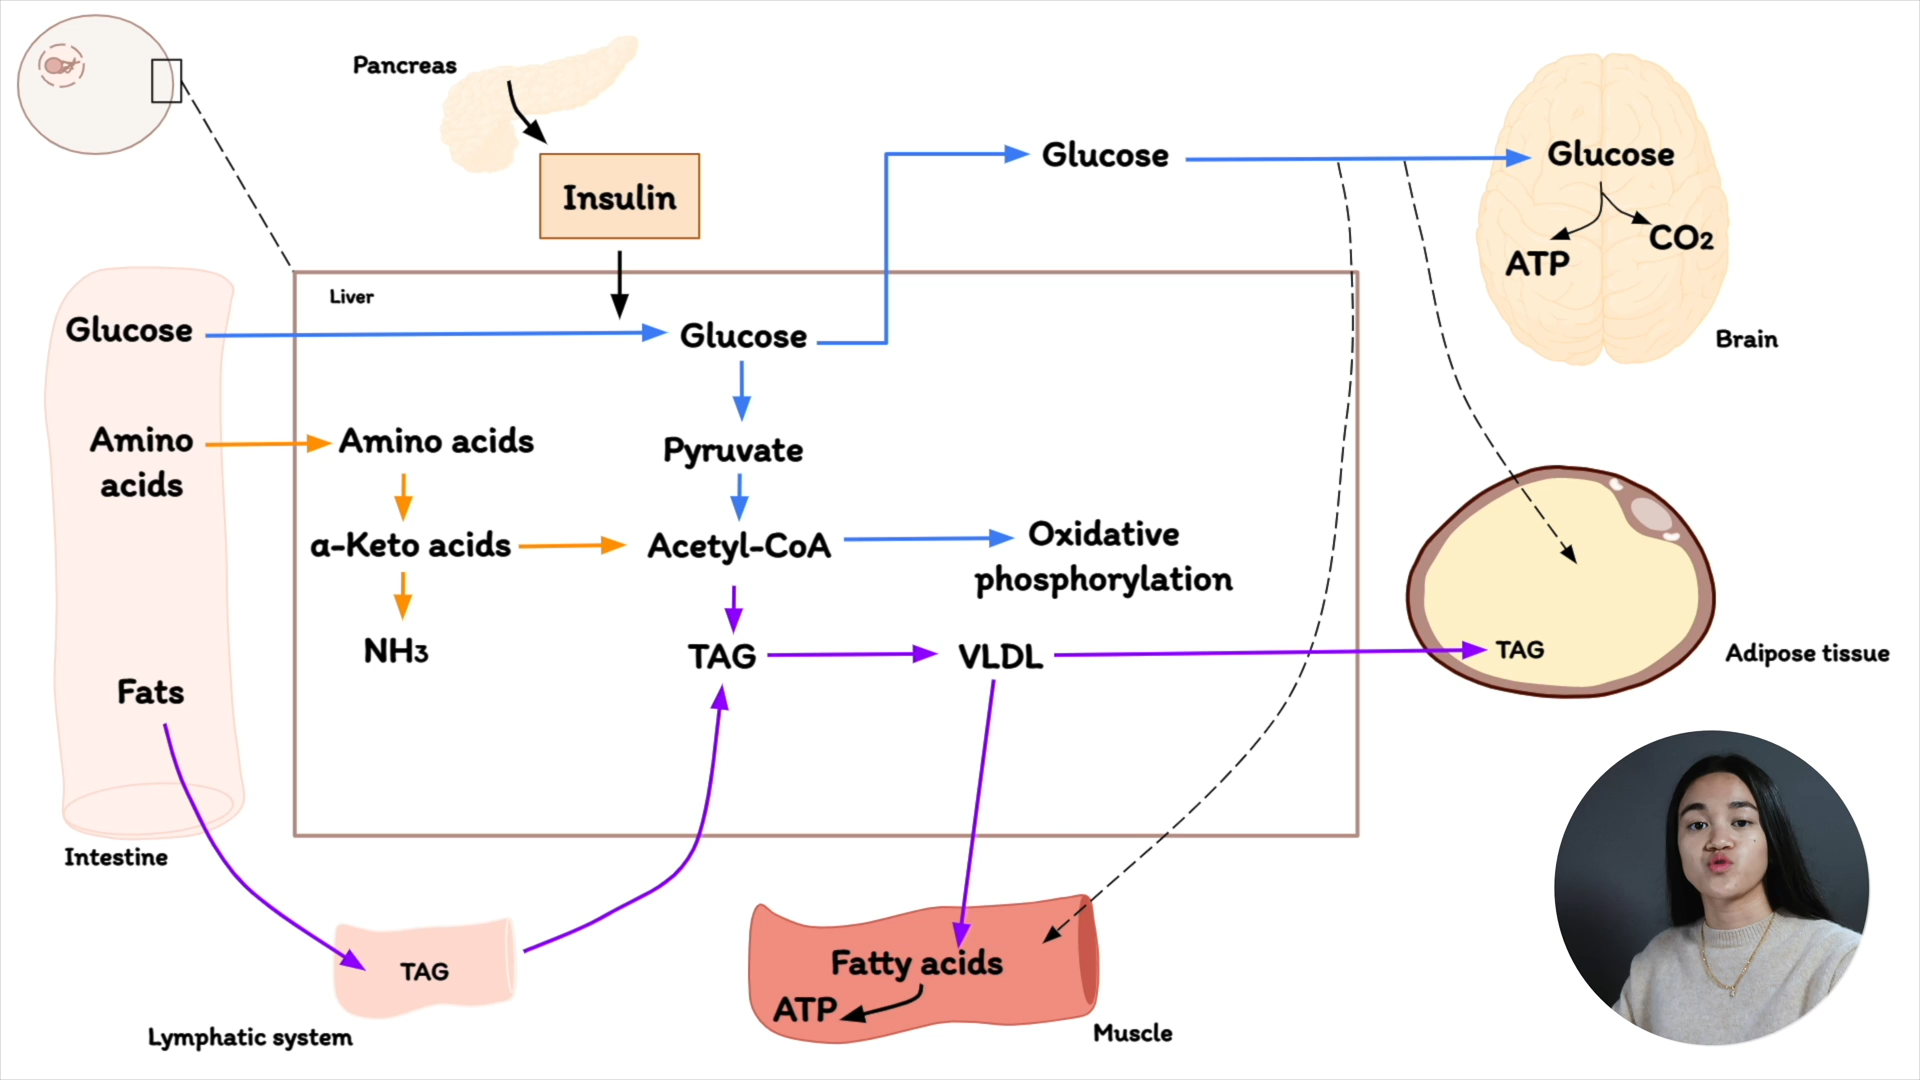 Pancreas
Insulin
Glucose
Glucose
ATP
CO2
Brain
Liver
Glucose
Glucose
Amino
acids
Amino acids
Pyruvate
α-Keto acids
Acetyl-CoA
Oxidative
phosphorylation
NH3
TAG
VLDL
TAG
Adipose tissue
Fats
Intestine
TAG
Lymphatic system
Fatty acids
ATP
Muscle